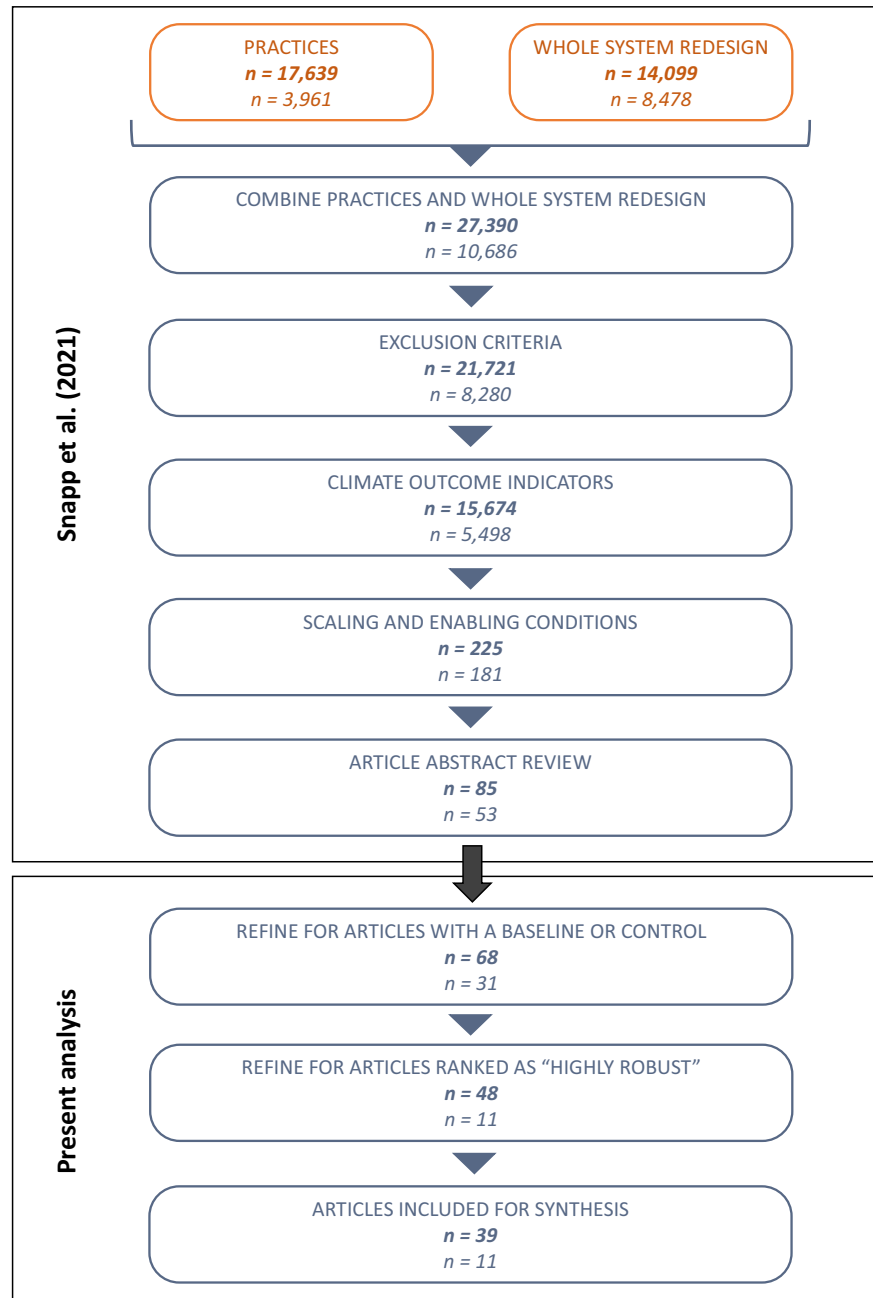 PRACTICES
n = 17,639
n = 3,961
WHOLE SYSTEM REDESIGN
n = 14,099
n = 8,478
COMBINE PRACTICES AND WHOLE SYSTEM REDESIGN
n = 27,390
n = 10,686
EXCLUSION CRITERIA
n = 21,721
n = 8,280
CLIMATE OUTCOME INDICATORS
n = 15,674
n = 5,498
SCALING AND ENABLING CONDITIONS
n = 225
n = 181
ARTICLE ABSTRACT REVIEW
n = 85
n = 53
Snapp et al. (2021)
REFINE FOR ARTICLES WITH A BASELINE OR CONTROL
n = 68
n = 31
REFINE FOR ARTICLES RANKED AS “HIGHLY ROBUST”
n = 48
n = 11
ARTICLES INCLUDED FOR SYNTHESIS
n = 39
n = 11
Present analysis